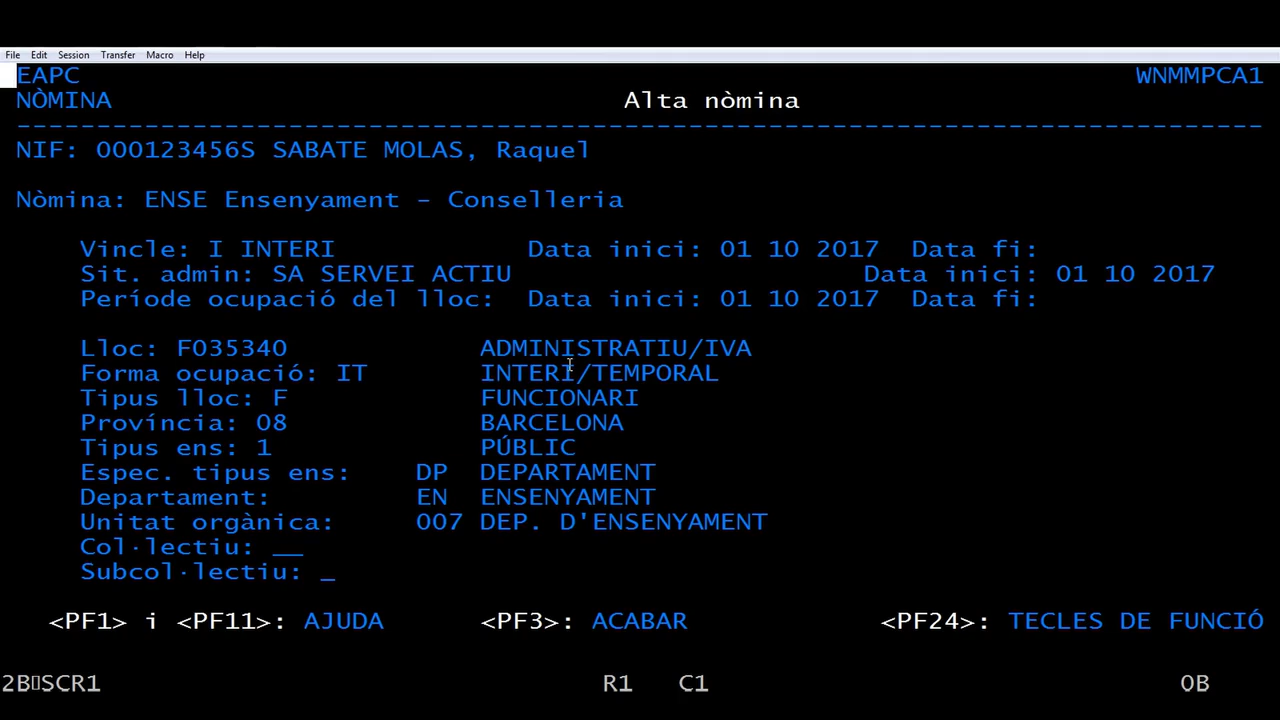 File Edit Session Transfer Macro Help
EAPC WNMMPCA1
NÒMINA Alta nòmina
------------------------------------------------------------------------------
NIF: 000123456S SABATE MOLAS, Raquel
Nòmina: ENSE Ensenyament - Conselleria
Vincle: I INTERI Data inici: 01 10 2017 Data fi:
Sit. admin: SA SERVEI ACTIU Data inici: 01 10 2017
Període ocupació del lloc: Data inici: 01 10 2017 Data fi:
Lloc: F035340 ADMINISTRATIU/IVA
Forma ocupació: IT INTERI/TEMPORAL
Tipus lloc: F FUNCIONARI
Província: 08 BARCELONA
Tipus ens: 1 PÚBLIC
Espec. tipus ens: DP DEPARTAMENT
Departament: EN ENSENYAMENT
Unitat orgànica: 007 DEP. D'ENSENYAMENT
Col·lectiu: __
Subcol·lectiu: _
<PF1> i <PF11>: AJUDA <PF3>: ACABAR <PF24>: TECLES DE FUNCIÓ
2B▯SCR1 R1 C1 0B